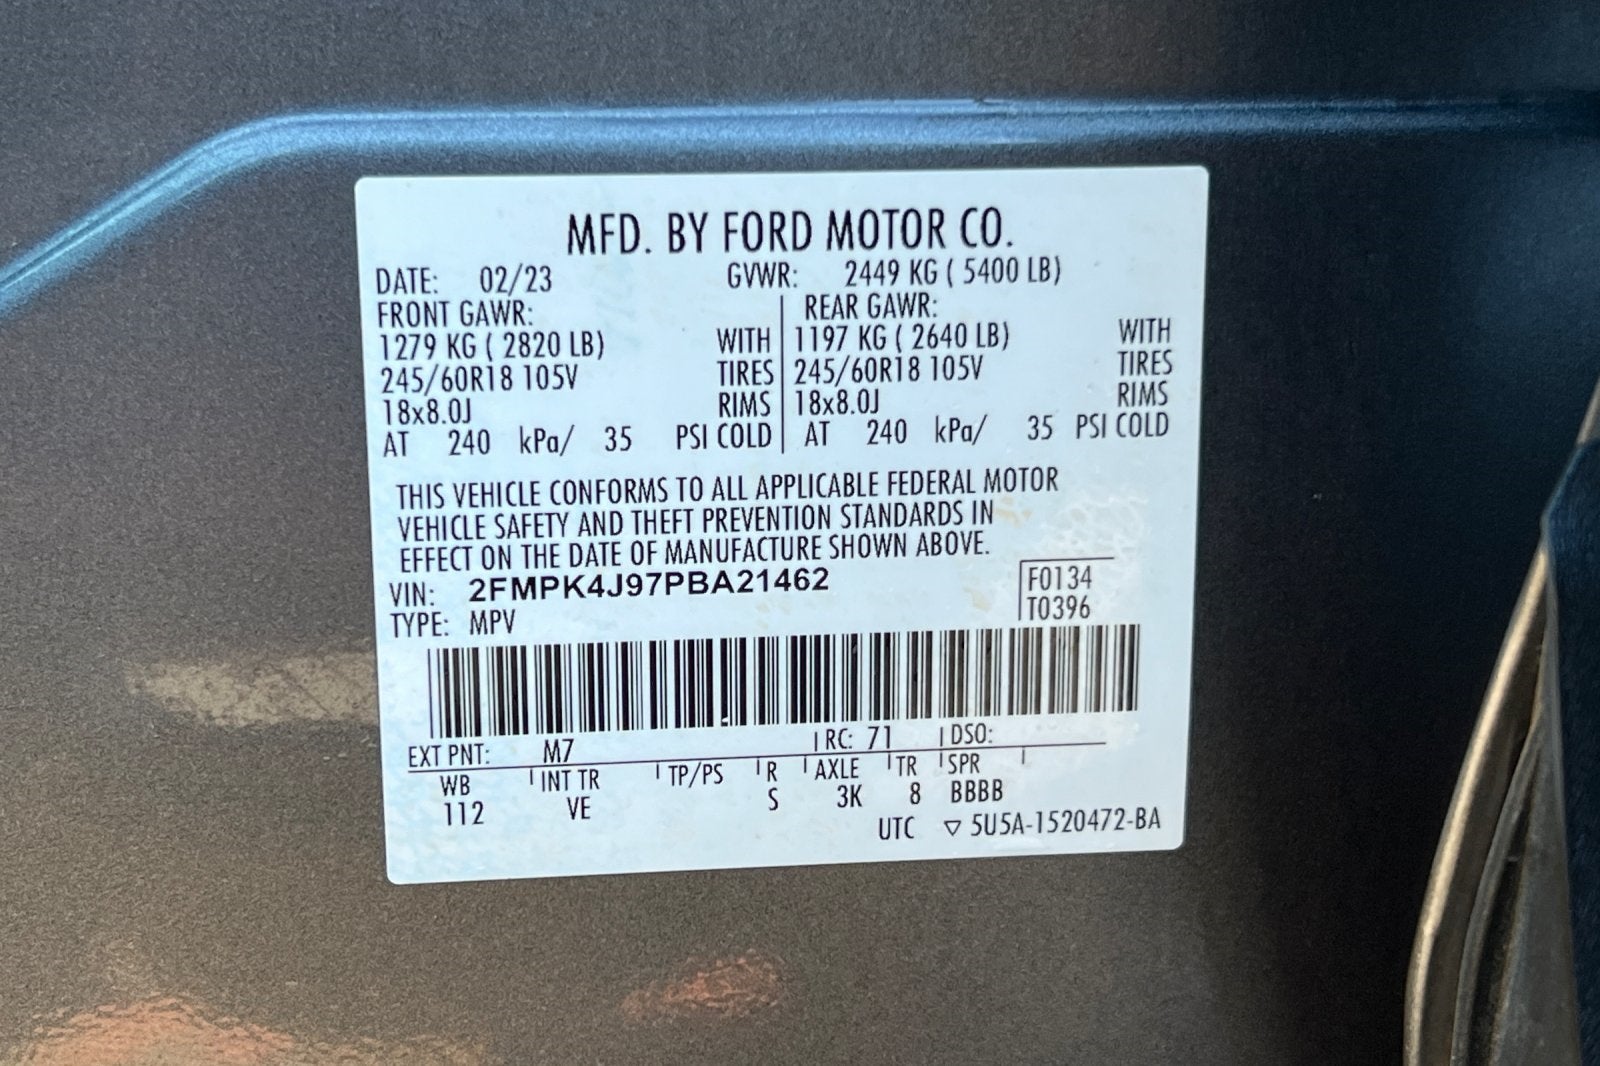 MFD. BY FORD MOTOR CO.
DATE: 02/23 GVWR: 2449 KG ( 5400 LB)
FRONT GAWR: REAR GAWR:
1279 KG ( 2820 LB) WITH 1197 KG ( 2640 LB) WITH
245/60R18 105V TIRES 245/60R18 105V TIRES
18x8.0J RIMS 18x8.0J RIMS
AT 240 kPa/ 35 PSI COLD AT 240 kPa/ 35 PSI COLD
THIS VEHICLE CONFORMS TO ALL APPLICABLE FEDERAL MOTOR
VEHICLE SAFETY AND THEFT PREVENTION STANDARDS IN
EFFECT ON THE DATE OF MANUFACTURE SHOWN ABOVE.
VIN: 2FMPK4J97PBA21462 F0134
TYPE: MPV T0396
EXT PNT: M7 RC: 71 DSO:
WB INT TR TP/PS R AXLE TR SPR
112 VE S 3K 8 BBBB
UTC ▽ 5U5A-1520472-BA